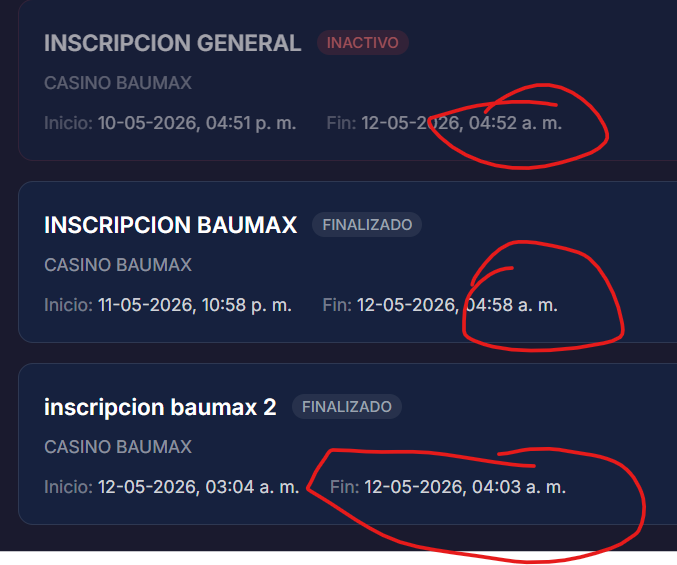 INSCRIPCION GENERAL INACTIVO
CASINO BAUMAX
Inicio: 10-05-2026, 04:51 p. m. Fin: 12-05-2026, 04:52 a. m.
INSCRIPCION BAUMAX FINALIZADO
CASINO BAUMAX
Inicio: 11-05-2026, 10:58 p. m. Fin: 12-05-2026, 04:58 a. m.
inscripcion baumax 2 FINALIZADO
CASINO BAUMAX
Inicio: 12-05-2026, 03:04 a. m. Fin: 12-05-2026, 04:03 a. m.